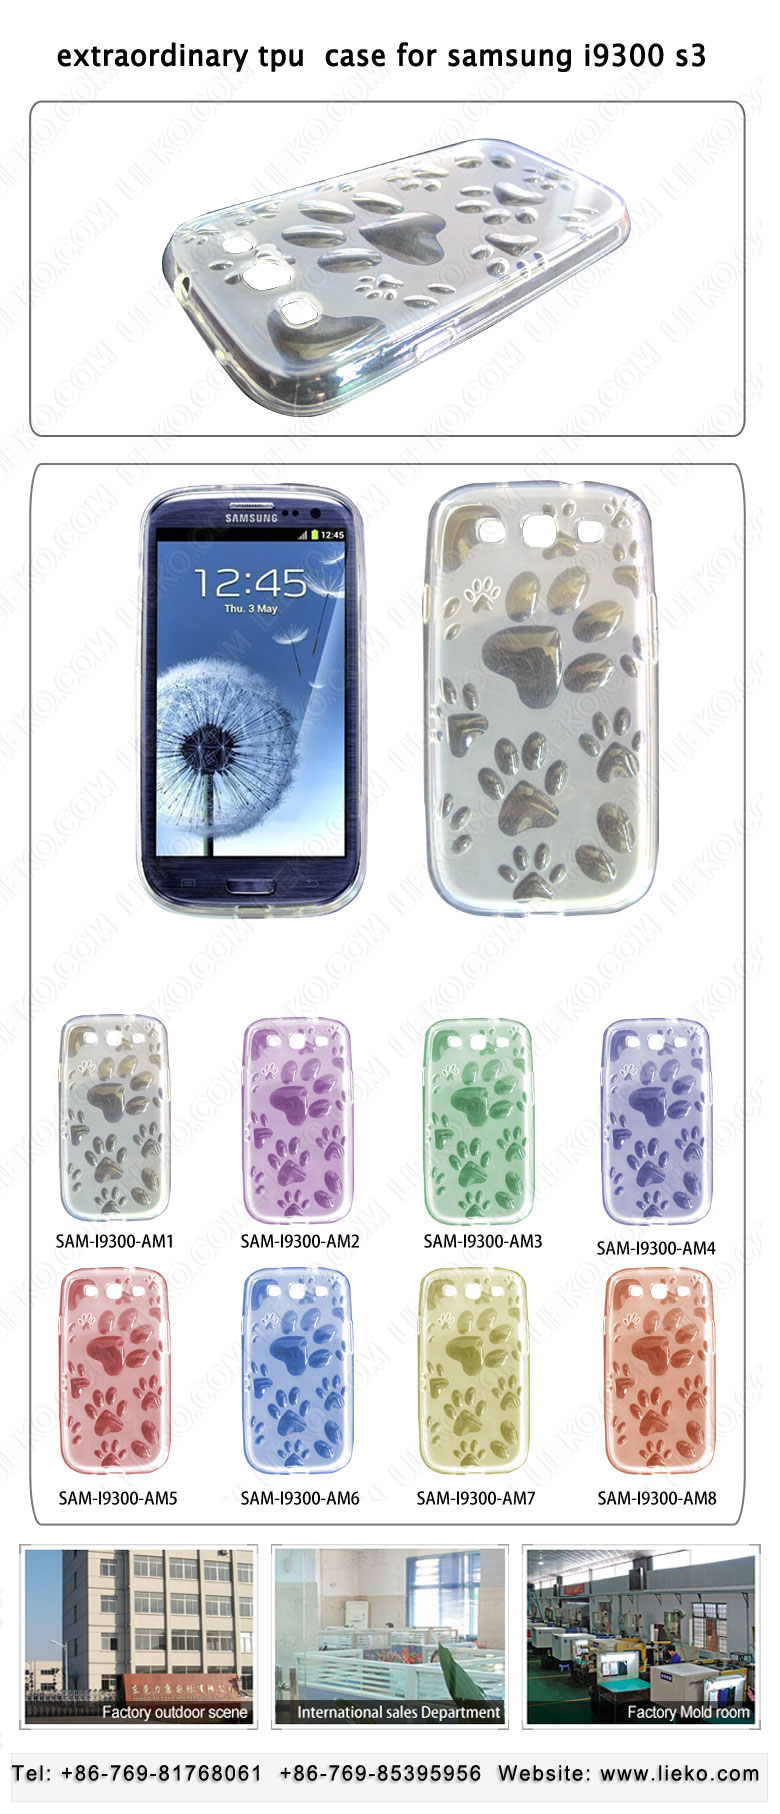 extraordinary tpu case for samsung i9300 s3
SAMSUNG
12:45
12:45
Thu. 3 May
SAM-I9300-AM1
SAM-I9300-AM2
SAM-I9300-AM3
SAM-I9300-AM4
SAM-I9300-AM5
SAM-I9300-AM6
SAM-I9300-AM7
SAM-I9300-AM8
Factory outdoor scene
International sales Department
Factory Mold room
Tel: +86-769-81768061 +86-769-85395956 Website: www.lieko.com
LIEKO.COM